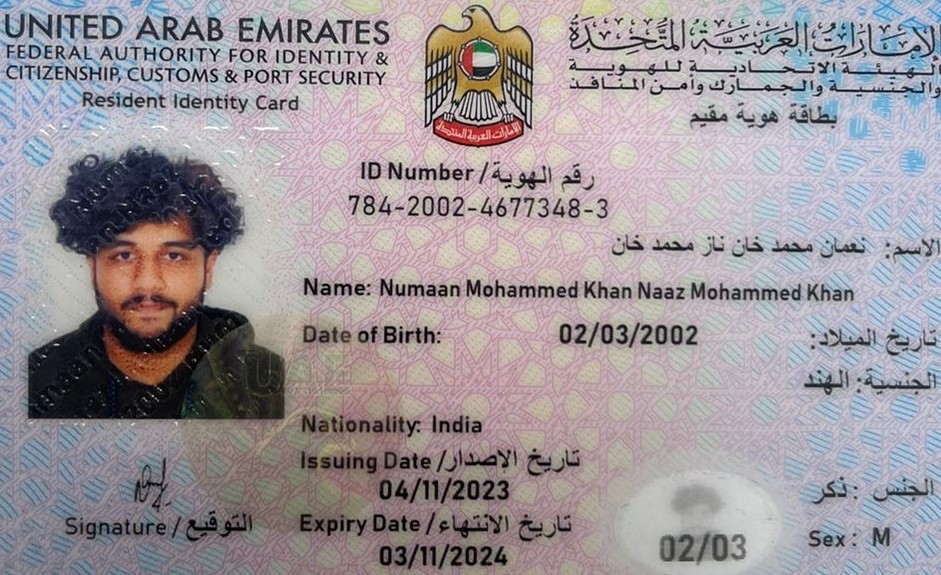 UNITED ARAB EMIRATES
FEDERAL AUTHORITY FOR IDENTITY &
CITIZENSHIP, CUSTOMS & PORT SECURITY
Resident Identity Card
الإمارات العربية المتحدة
الهيئة الاتحادية للهوية
والجنسية والجمارك وأمن المنافذ
بطاقة هوية مقيم
الإمارات العربية المتحدة
ID Number / رقم الهوية
784-2002-4677348-3
الاسم: نعمان محمد خان ناز محمد خان
Name: Numaan Mohammed Khan Naaz Mohammed Khan
Date of Birth: 02/03/2002 تاريخ الميلاد:
الجنسية: الهند
UAE
Nationality: India
Issuing Date / تاريخ الإصدار
04/11/2023
الجنس : ذكر
Signature / التوقيع
Expiry Date / تاريخ الانتهاء
03/11/2024
02/03
Sex : M